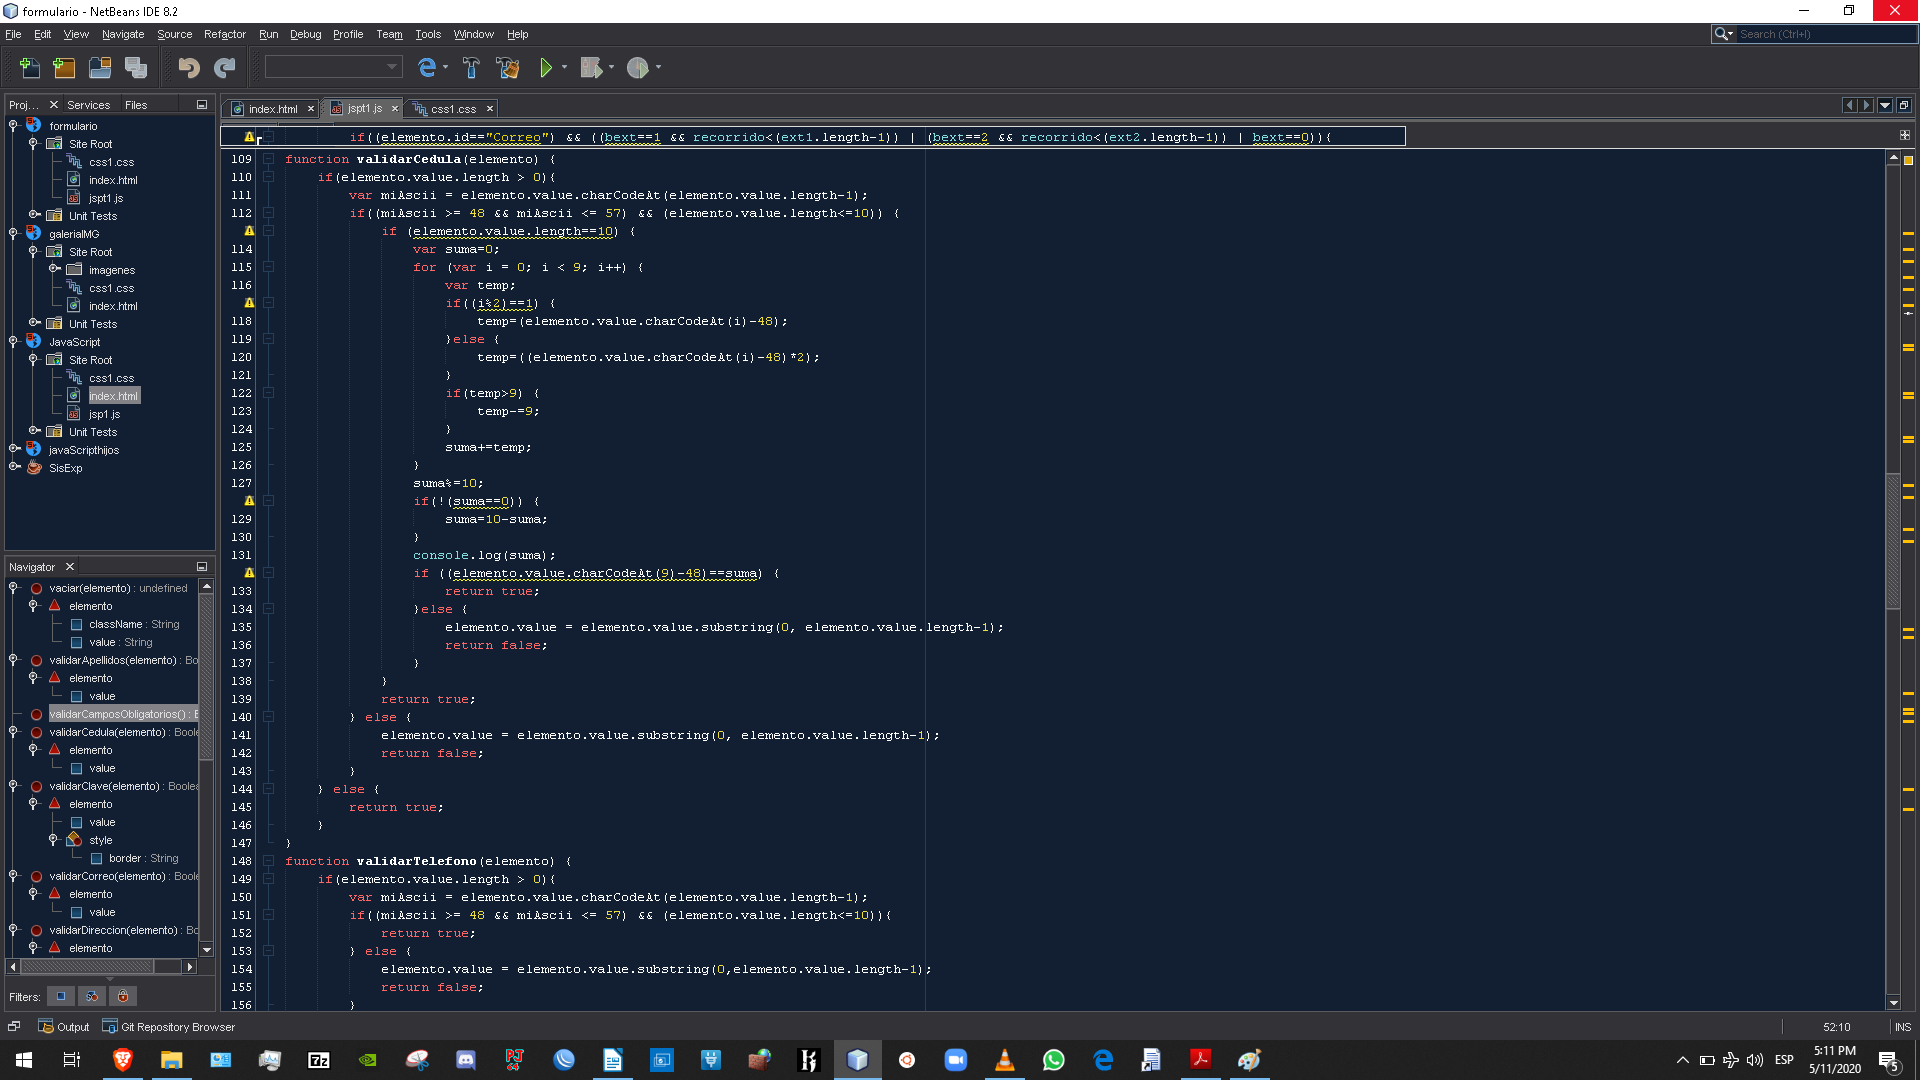 formulario - NetBeans IDE 8.2
File Edit View Navigate Source Refactor Run Debug Profile Team Tools Window Help
Search (Ctrl+I)
Proj... Services Files
formulario
Site Root
css1.css
index.html
jspt1.js
Unit Tests
galeriaIMG
Site Root
imagenes
css1.css
index.html
Unit Tests
JavaScript
Site Root
css1.css
index.html
jsp1.js
Unit Tests
javaScripthijos
SisExp
Navigator
vaciar(elemento) : undefined
elemento
className : String
value : String
validarApellidos(elemento) : Bo
elemento
value
validarCamposObligatorios() : B
validarCedula(elemento) : Boole
elemento
value
validarClave(elemento) : Boolea
elemento
value
style
border : String
validarCorreo(elemento) : Boole
elemento
value
validarDireccion(elemento) : Bo
elemento
Filters:
index.html jspt1.js css1.css
if((elemento.id=="Correo") && ((bext==1 && recorrido<(ext1.length-1)) | (bext==2 && recorrido<(ext2.length-1)) | bext==0)){
109 function validarCedula(elemento) {
110 if(elemento.value.length > 0){
111 var miAscii = elemento.value.charCodeAt(elemento.value.length-1);
112 if((miAscii >= 48 && miAscii <= 57) && (elemento.value.length<=10)) {
if (elemento.value.length==10) {
114 var suma=0;
115 for (var i = 0; i < 9; i++) {
116 var temp;
if((i%2)==1) {
118 temp=(elemento.value.charCodeAt(i)-48);
119 }else {
120 temp=((elemento.value.charCodeAt(i)-48)*2);
121 }
122 if(temp>9) {
123 temp-=9;
124 }
125 suma+=temp;
126 }
127 suma%=10;
if(!(suma==0)) {
129 suma=10-suma;
130 }
131 console.log(suma);
if ((elemento.value.charCodeAt(9)-48)==suma) {
133 return true;
134 }else {
135 elemento.value = elemento.value.substring(0, elemento.value.length-1);
136 return false;
137 }
138 }
139 return true;
140 } else {
141 elemento.value = elemento.value.substring(0, elemento.value.length-1);
142 return false;
143 }
144 } else {
145 return true;
146 }
147 }
148 function validarTelefono(elemento) {
149 if(elemento.value.length > 0){
150 var miAscii = elemento.value.charCodeAt(elemento.value.length-1);
151 if((miAscii >= 48 && miAscii <= 57) && (elemento.value.length<=10)){
152 return true;
153 } else {
154 elemento.value = elemento.value.substring(0,elemento.value.length-1);
155 return false;
156 }
Output Git Repository Browser
52:10 INS
7z
ESP
5:11 PM
5/11/2020
5